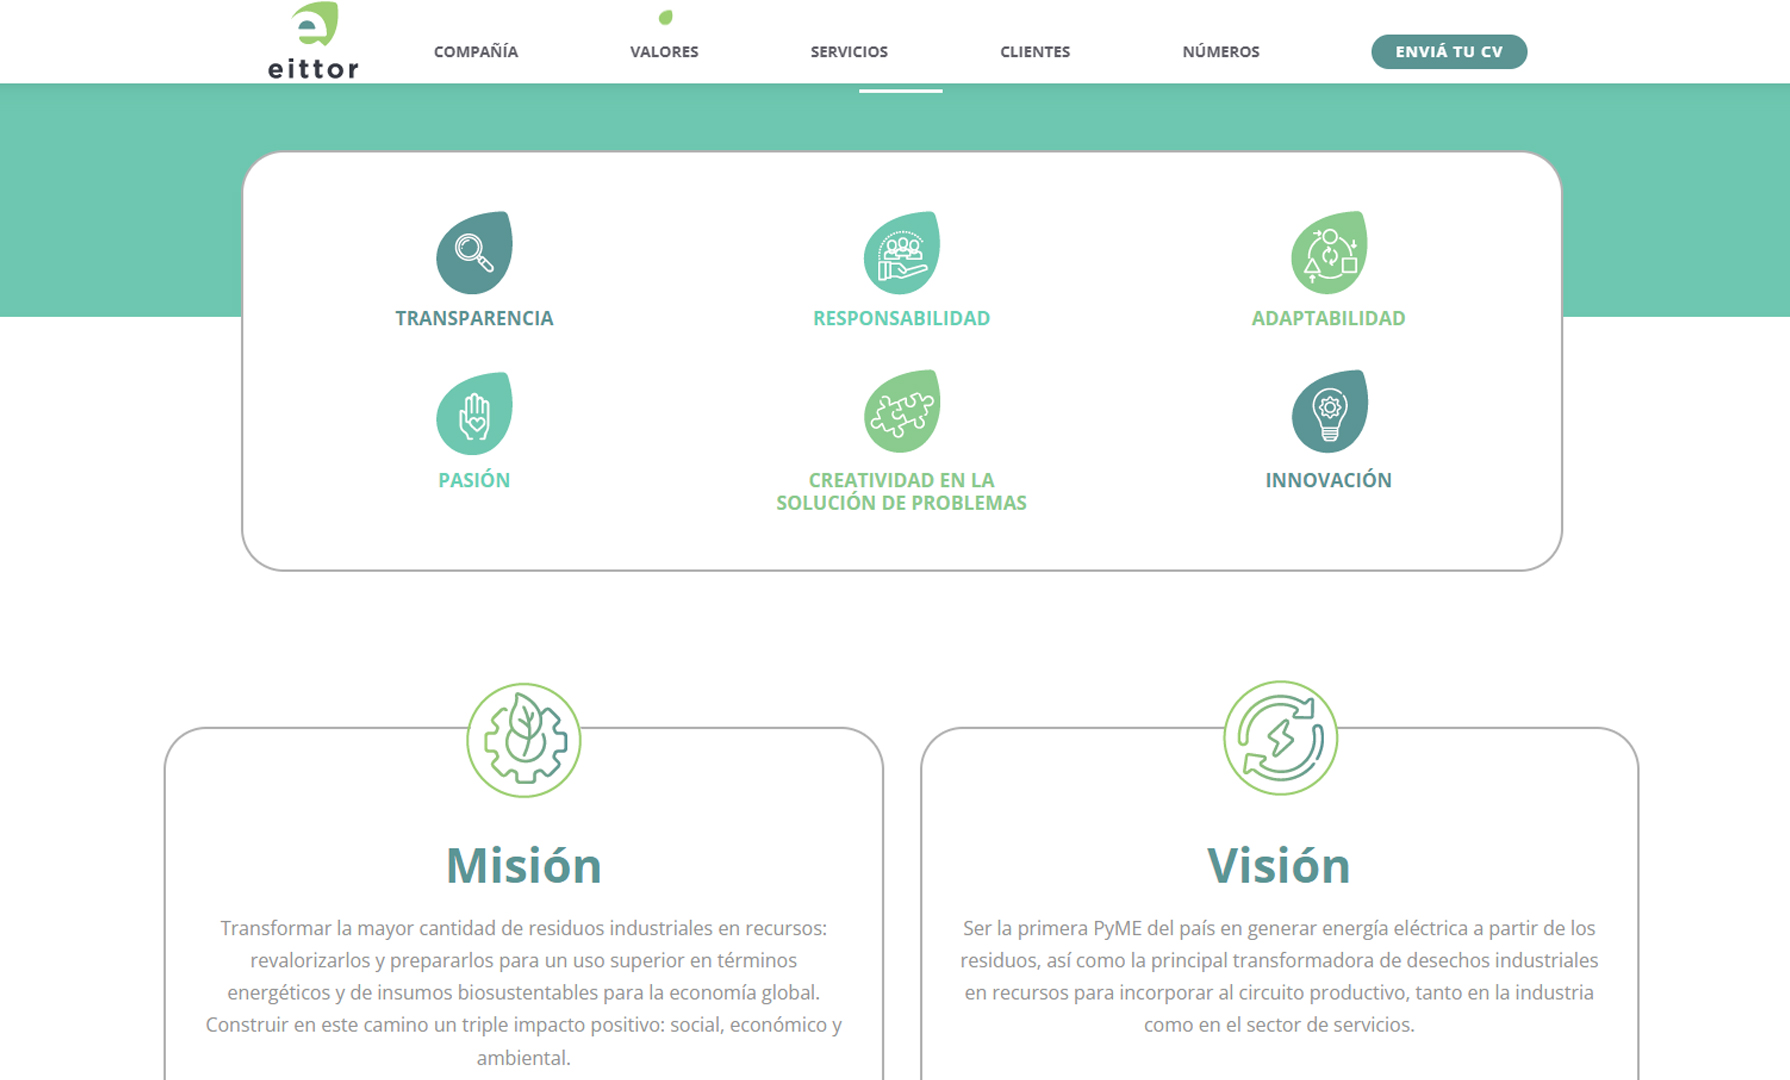 eittor
COMPAÑÍA
VALORES
SERVICIOS
CLIENTES
NÚMEROS
ENVIÁ TU CV
TRANSPARENCIA
RESPONSABILIDAD
ADAPTABILIDAD
PASIÓN
CREATIVIDAD EN LA
SOLUCIÓN DE PROBLEMAS
INNOVACIÓN
Misión
Transformar la mayor cantidad de residuos industriales en recursos:
revalorizarlos y prepararlos para un uso superior en términos
energéticos y de insumos biosustentables para la economía global.
Construir en este camino un triple impacto positivo: social, económico y
ambiental.
Visión
Ser la primera PyME del país en generar energía eléctrica a partir de los
residuos, así como la principal transformadora de desechos industriales
en recursos para incorporar al circuito productivo, tanto en la industria
como en el sector de servicios.